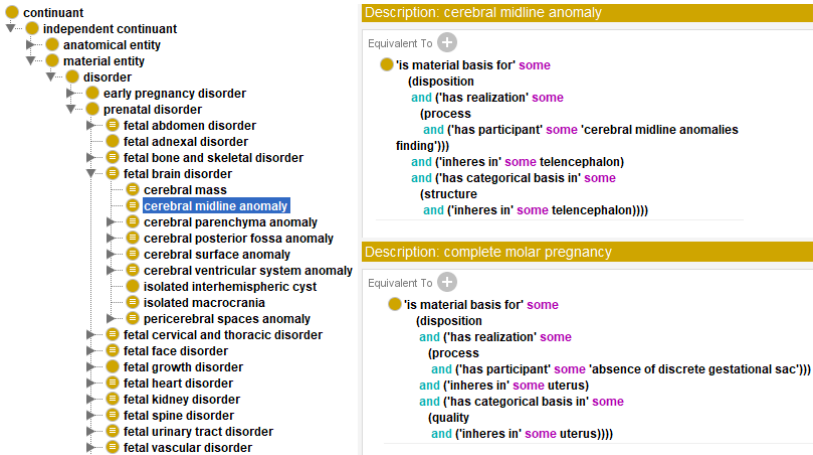 continuant
independent continuant
anatomical entity
material entity
disorder
early pregnancy disorder
prenatal disorder
fetal abdomen disorder
fetal adnexal disorder
fetal bone and skeletal disorder
fetal brain disorder
cerebral mass
cerebral midline anomaly
cerebral parenchyma anomaly
cerebral posterior fossa anomaly
cerebral surface anomaly
cerebral ventricular system anomaly
isolated interhemispheric cyst
isolated macrocrania
pericerebral spaces anomaly
fetal cervical and thoracic disorder
fetal face disorder
fetal growth disorder
fetal heart disorder
fetal kidney disorder
fetal spine disorder
fetal urinary tract disorder
fetal vascular disorder
Description: cerebral midline anomaly
Equivalent To
'is material basis for' some
(disposition
and ('has realization' some
(process
and ('has participant' some 'cerebral midline anomalies
finding')))
and ('inheres in' some telencephalon)
and ('has categorical basis in' some
(structure
and ('inheres in' some telencephalon))))
Description: complete molar pregnancy
Equivalent To
'is material basis for' some
(disposition
and ('has realization' some
(process
and ('has participant' some 'absence of discrete gestational sac')))
and ('inheres in' some uterus)
and ('has categorical basis in' some
(quality
and ('inheres in' some uterus))))